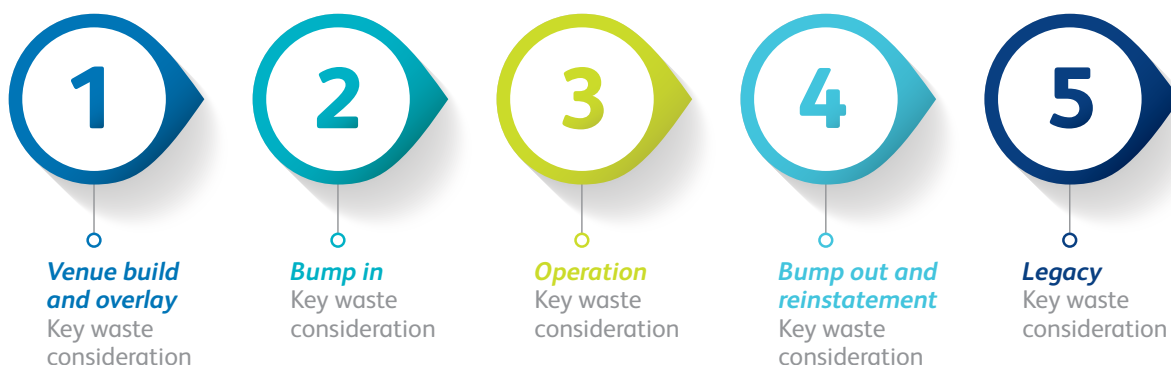 1
2
3
4
5
Venue build
and overlay
Key waste
consideration
Bump in
Key waste
consideration
Operation
Key waste
consideration
Bump out and
reinstatement
Key waste
consideration
Legacy
Key waste
consideration